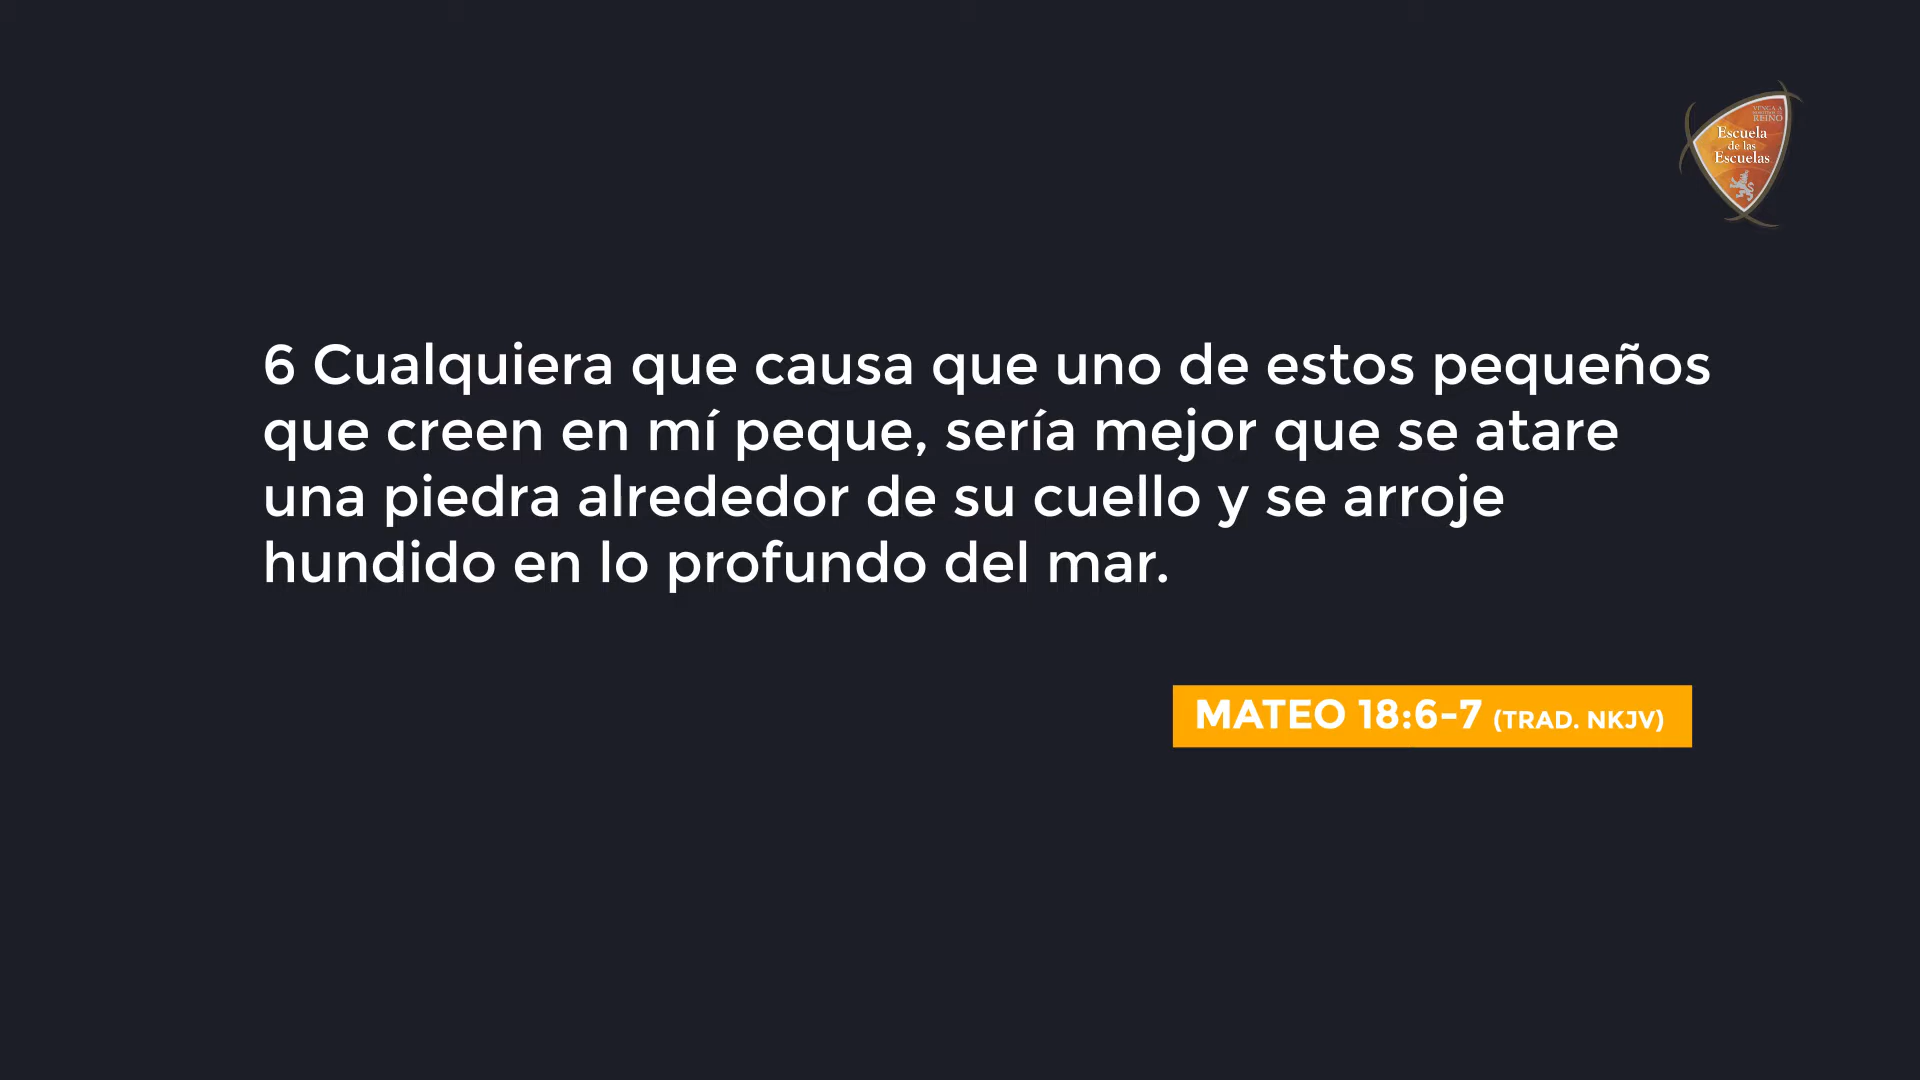 VENGA A
REINO
Escuela
de las
Escuelas
6 Cualquiera que causa que uno de estos pequeños
que creen en mí peque, sería mejor que se atare
una piedra alrededor de su cuello y se arroje
hundido en lo profundo del mar.
MATEO 18:6-7 (TRAD. NKJV)